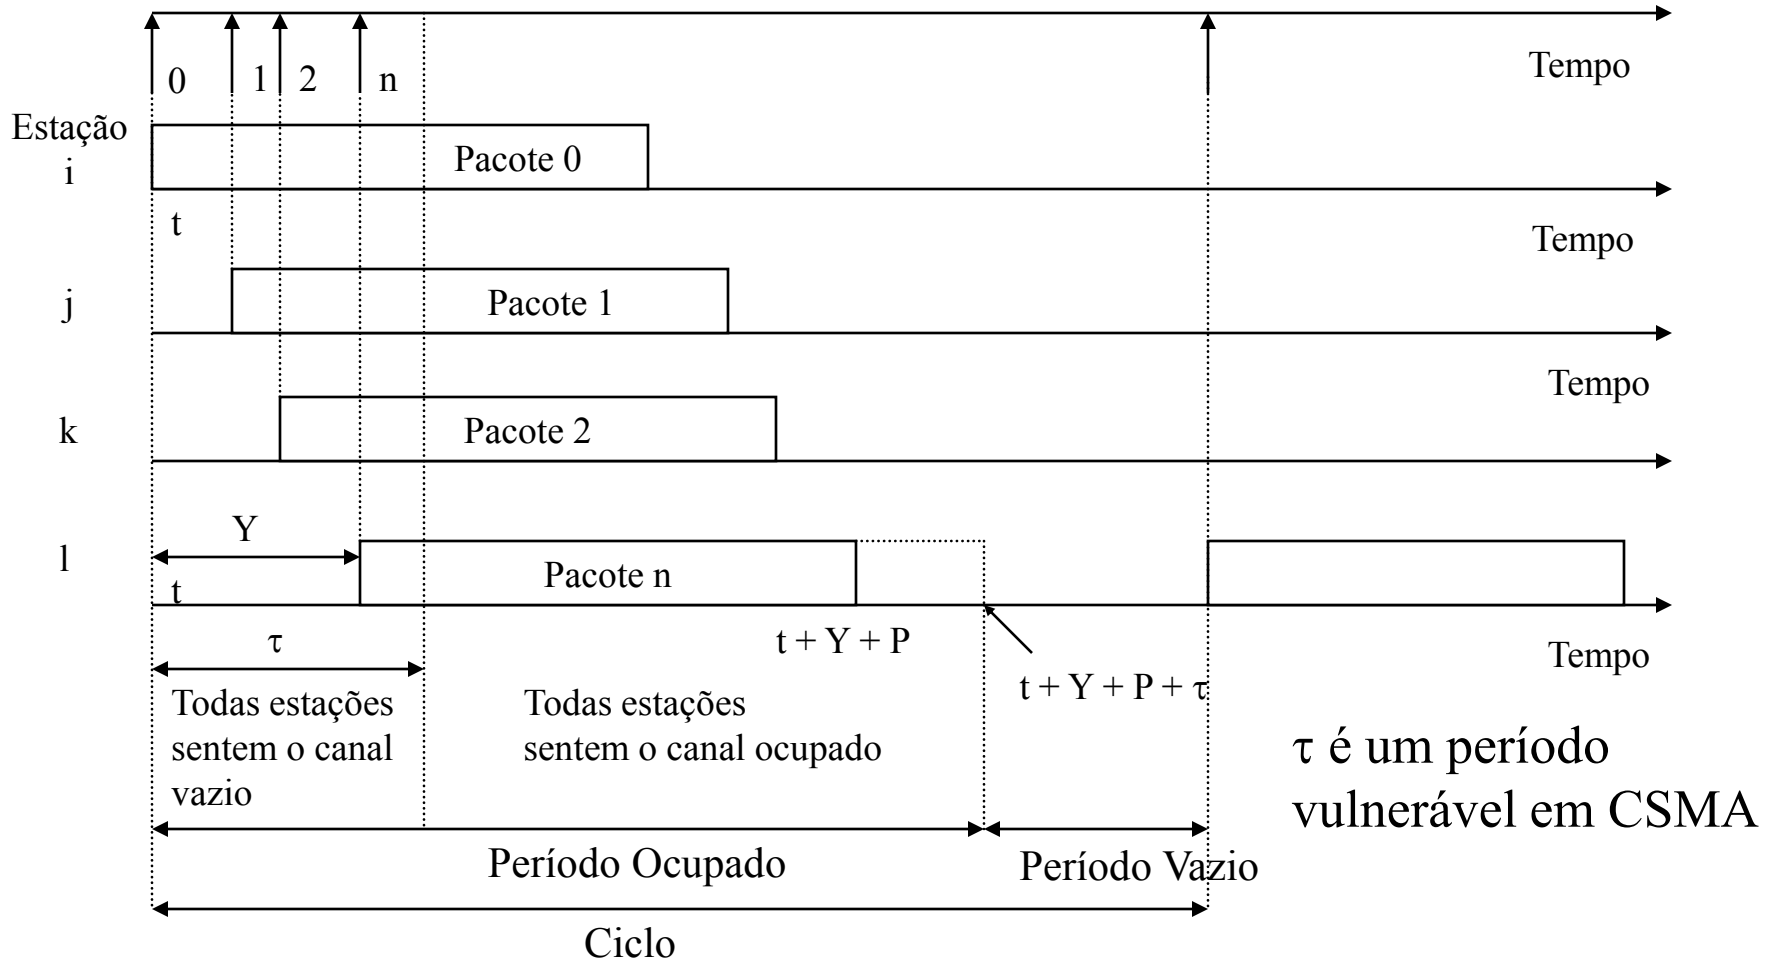 0
1
2
n
Tempo
Estação
i
Pacote 0
t
Tempo
j
Pacote 1
Tempo
k
Pacote 2
Y
l
Pacote n
t
τ
t + Y + P
Tempo
t + Y + P + τ
Todas estações
sentem o canal
vazio
Todas estações
sentem o canal ocupado
τ é um período
vulnerável em CSMA
Período Ocupado
Período Vazio
Ciclo